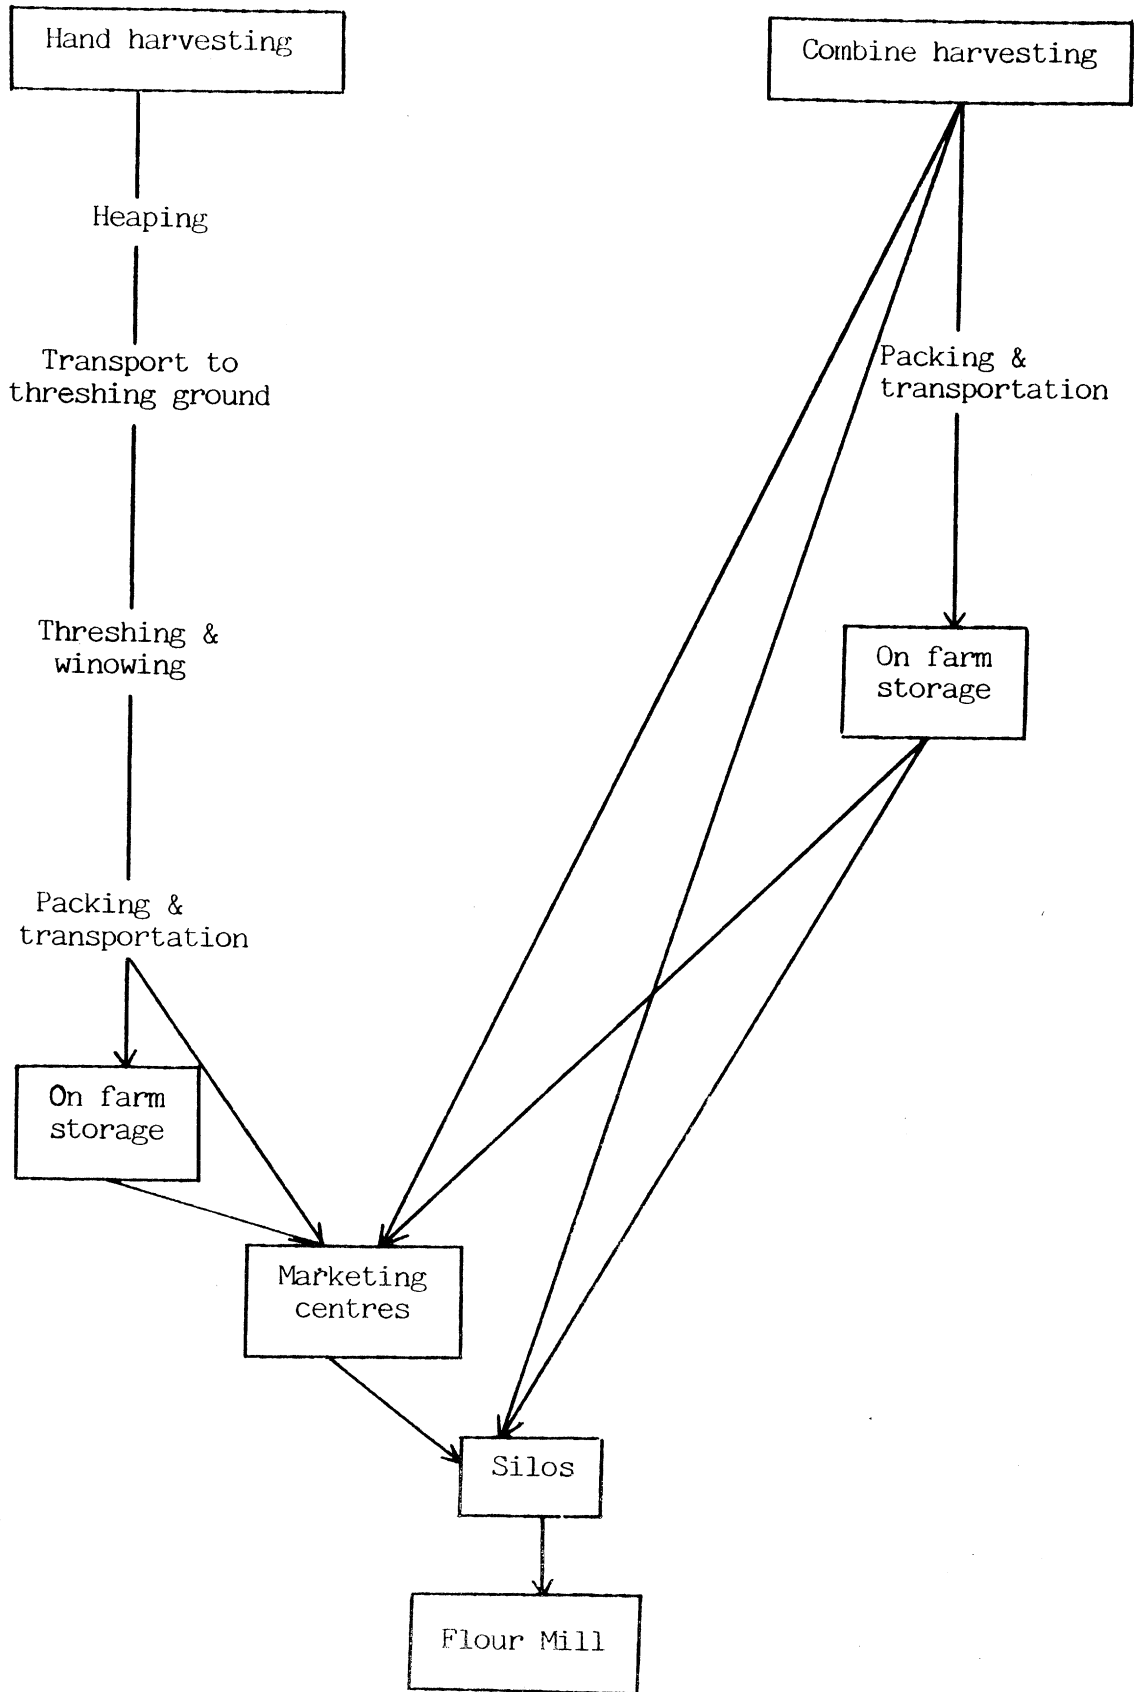 Hand harvesting
Combine harvesting
Heaping
Transport to
threshing ground
Packing &
transportation
Threshing &
winowing
On farm
storage
Packing &
transportation
On farm
storage
Marketing
centres
Silos
Flour Mill